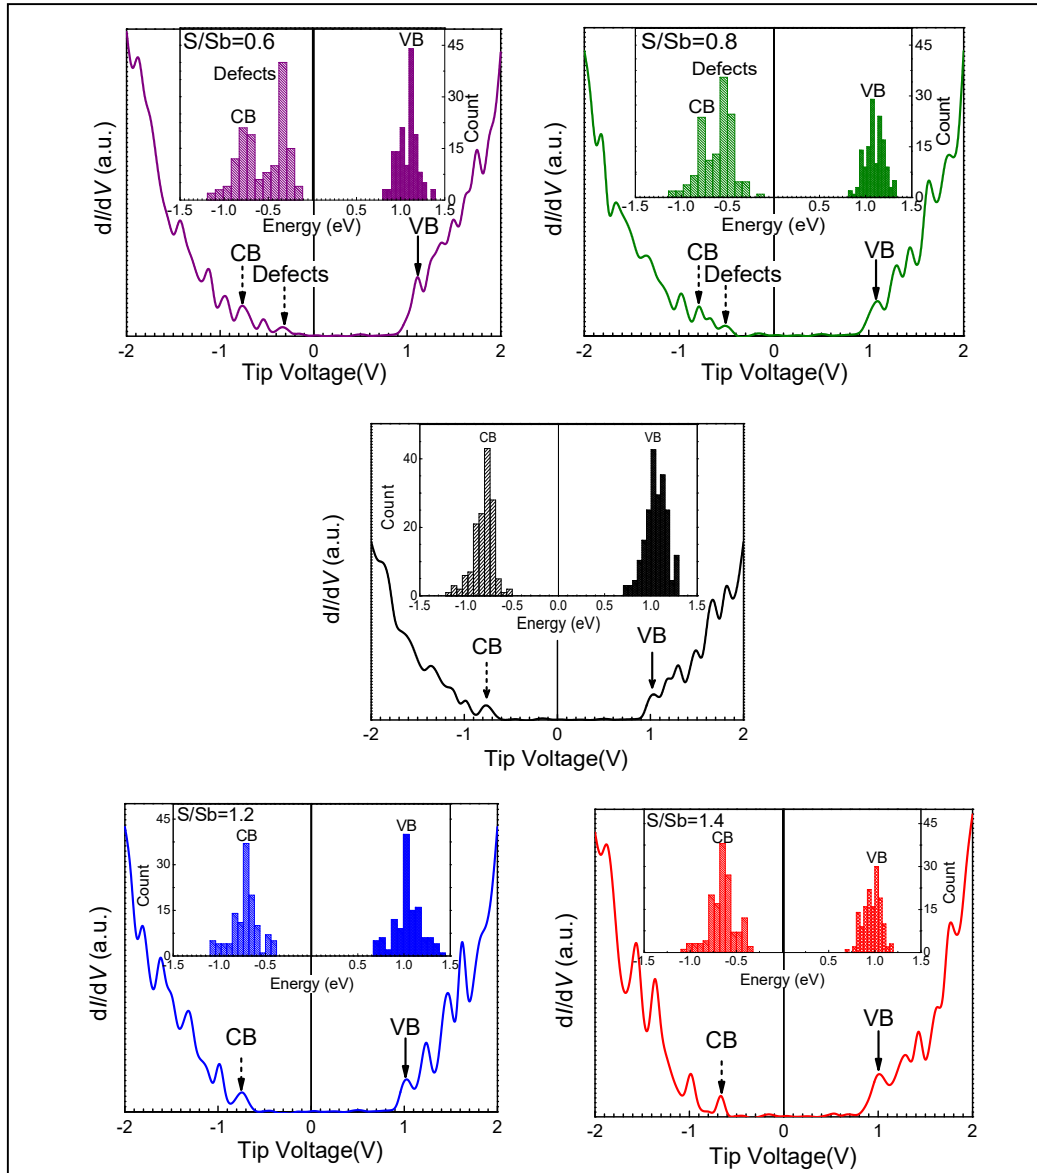 S/Sb=0.6
Defects
CB
VB
45
30
15
0
Count
-1.5 -1.0 -0.5 0.0 0.5 1.0 1.5
Energy (eV)
CB
Defects
VB
dI/dV (a.u.)
-2 -1 0 1 2
Tip Voltage(V)
S/Sb=0.8
Defects
CB
VB
45
30
15
0
Count
-1.5 -1.0 -0.5 0.0 0.5 1.0 1.5
Energy (eV)
CB
Defects
VB
dI/dV (a.u.)
-2 -1 0 1 2
Tip Voltage(V)
CB
VB
40
20
0
Count
-1.5 -1.0 -0.5 0.0 0.5 1.0 1.5
Energy (eV)
CB
VB
dI/dV (a.u.)
-2 -1 0 1 2
Tip Voltage(V)
S/Sb=1.2
CB
VB
45
30
15
0
Count
-1.5 -1.0 -0.5 0.0 0.5 1.0 1.5
Energy (eV)
CB
VB
dI/dV (a.u.)
-2 -1 0 1 2
Tip Voltage(V)
S/Sb=1.4
CB
VB
45
30
15
0
Count
-1.5 -1.0 -0.5 0.0 0.5 1.0 1.5
Energy (eV)
CB
VB
dI/dV (a.u.)
-2 -1 0 1 2
Tip Voltage(V)